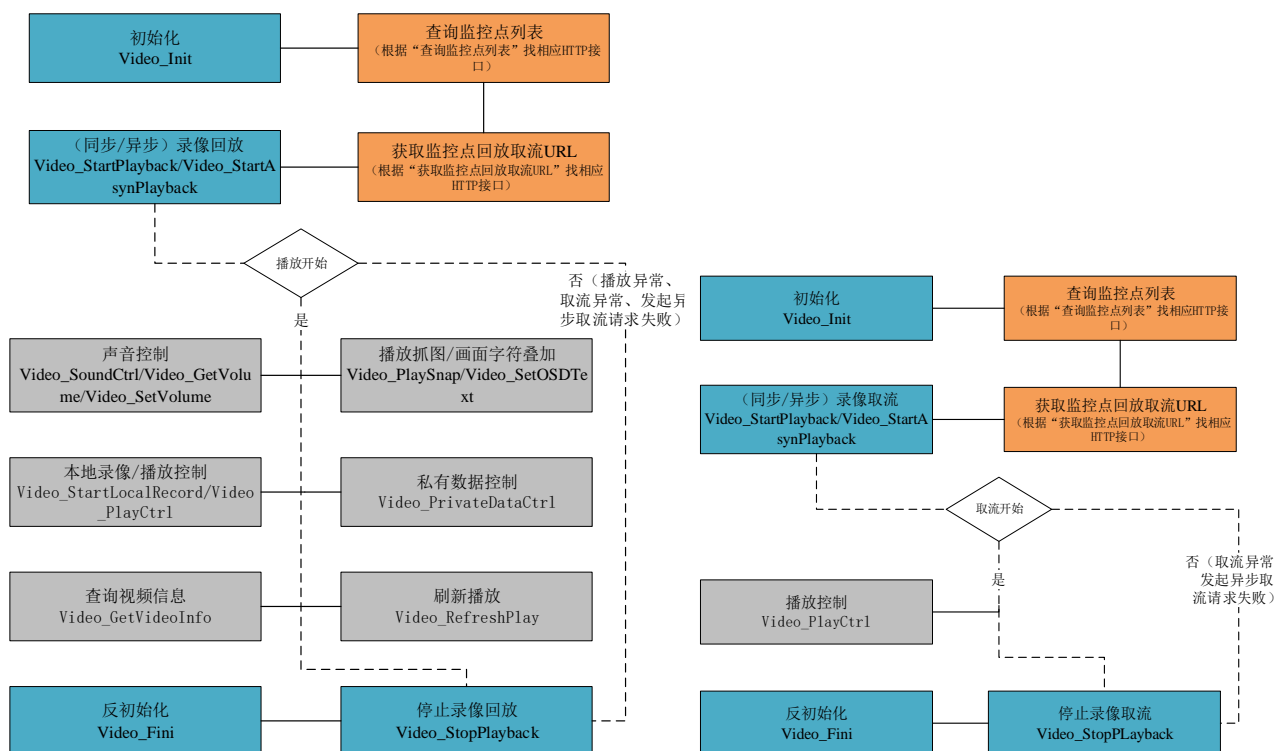 初始化
Video_Init
查询监控点列表
（根据“查询监控点列表”找相应HTTP接
口）
（同步/异步）录像回放
Video_StartPlayback/Video_StartA
synPlayback
获取监控点回放取流URL
（根据“获取监控点回放取流URL”找相应
HTTP接口）
播放开始
否（播放异常、
取流异常、发起异
步取流请求失败）
是
声音控制
Video_SoundCtrl/Video_GetVolu
me/Video_SetVolume
播放抓图/画面字符叠加
Video_PlaySnap/Video_SetOSDTe
xt
本地录像/播放控制
Video_StartLocalRecord/Video
_PlayCtrl
私有数据控制
Video_PrivateDataCtrl
查询视频信息
Video_GetVideoInfo
刷新播放
Video_RefreshPlay
反初始化
Video_Fini
停止录像回放
Video_StopPlayback
初始化
Video_Init
查询监控点列表
（根据“查询监控点列表”找相应HTTP接
口）
（同步/异步）录像取流
Video_StartPlayback/Video_StartA
synPlayback
获取监控点回放取流URL
（根据“获取监控点回放取流URL”找相应
HTTP接口）
取流开始
否（取流异常
发起异步取
流请求失败）
是
播放控制
Video_PlayCtrl
反初始化
Video_Fini
停止录像取流
Video_StopPLayback